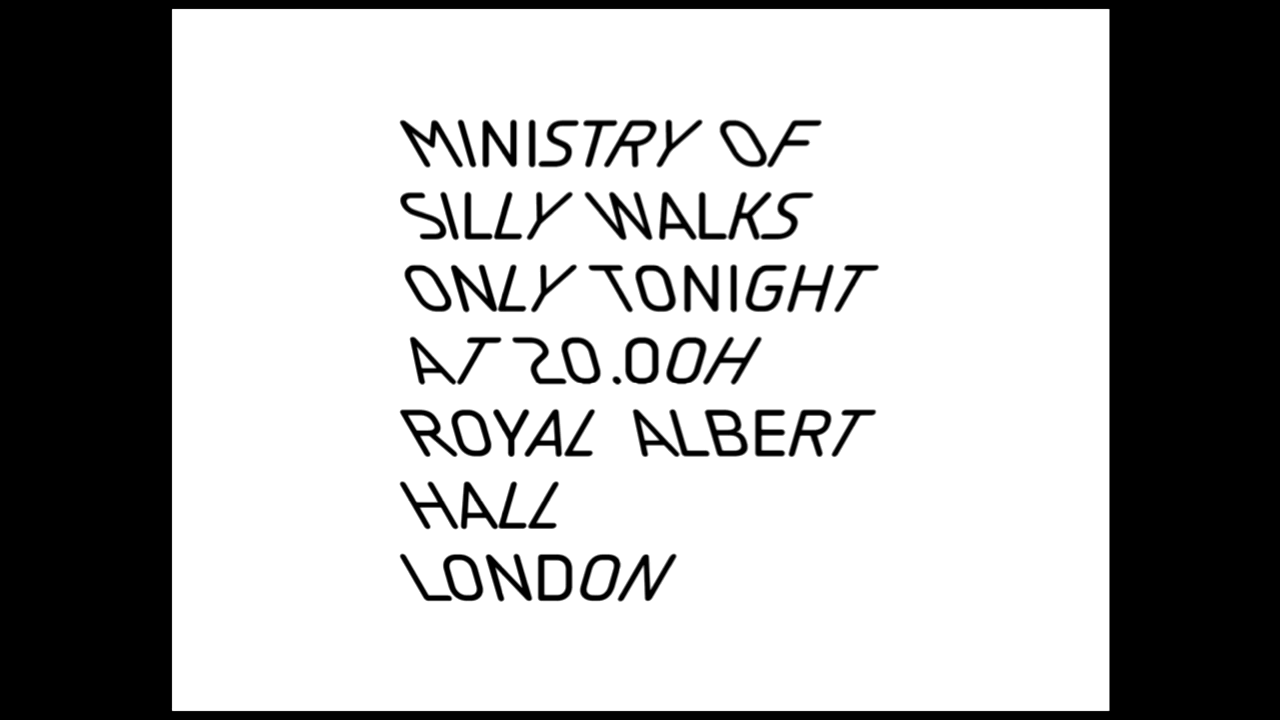 MINISTRY OF
SILLY WALKS
ONLY TONIGHT
AT 20.00H
ROYAL ALBERT
HALL
LONDON